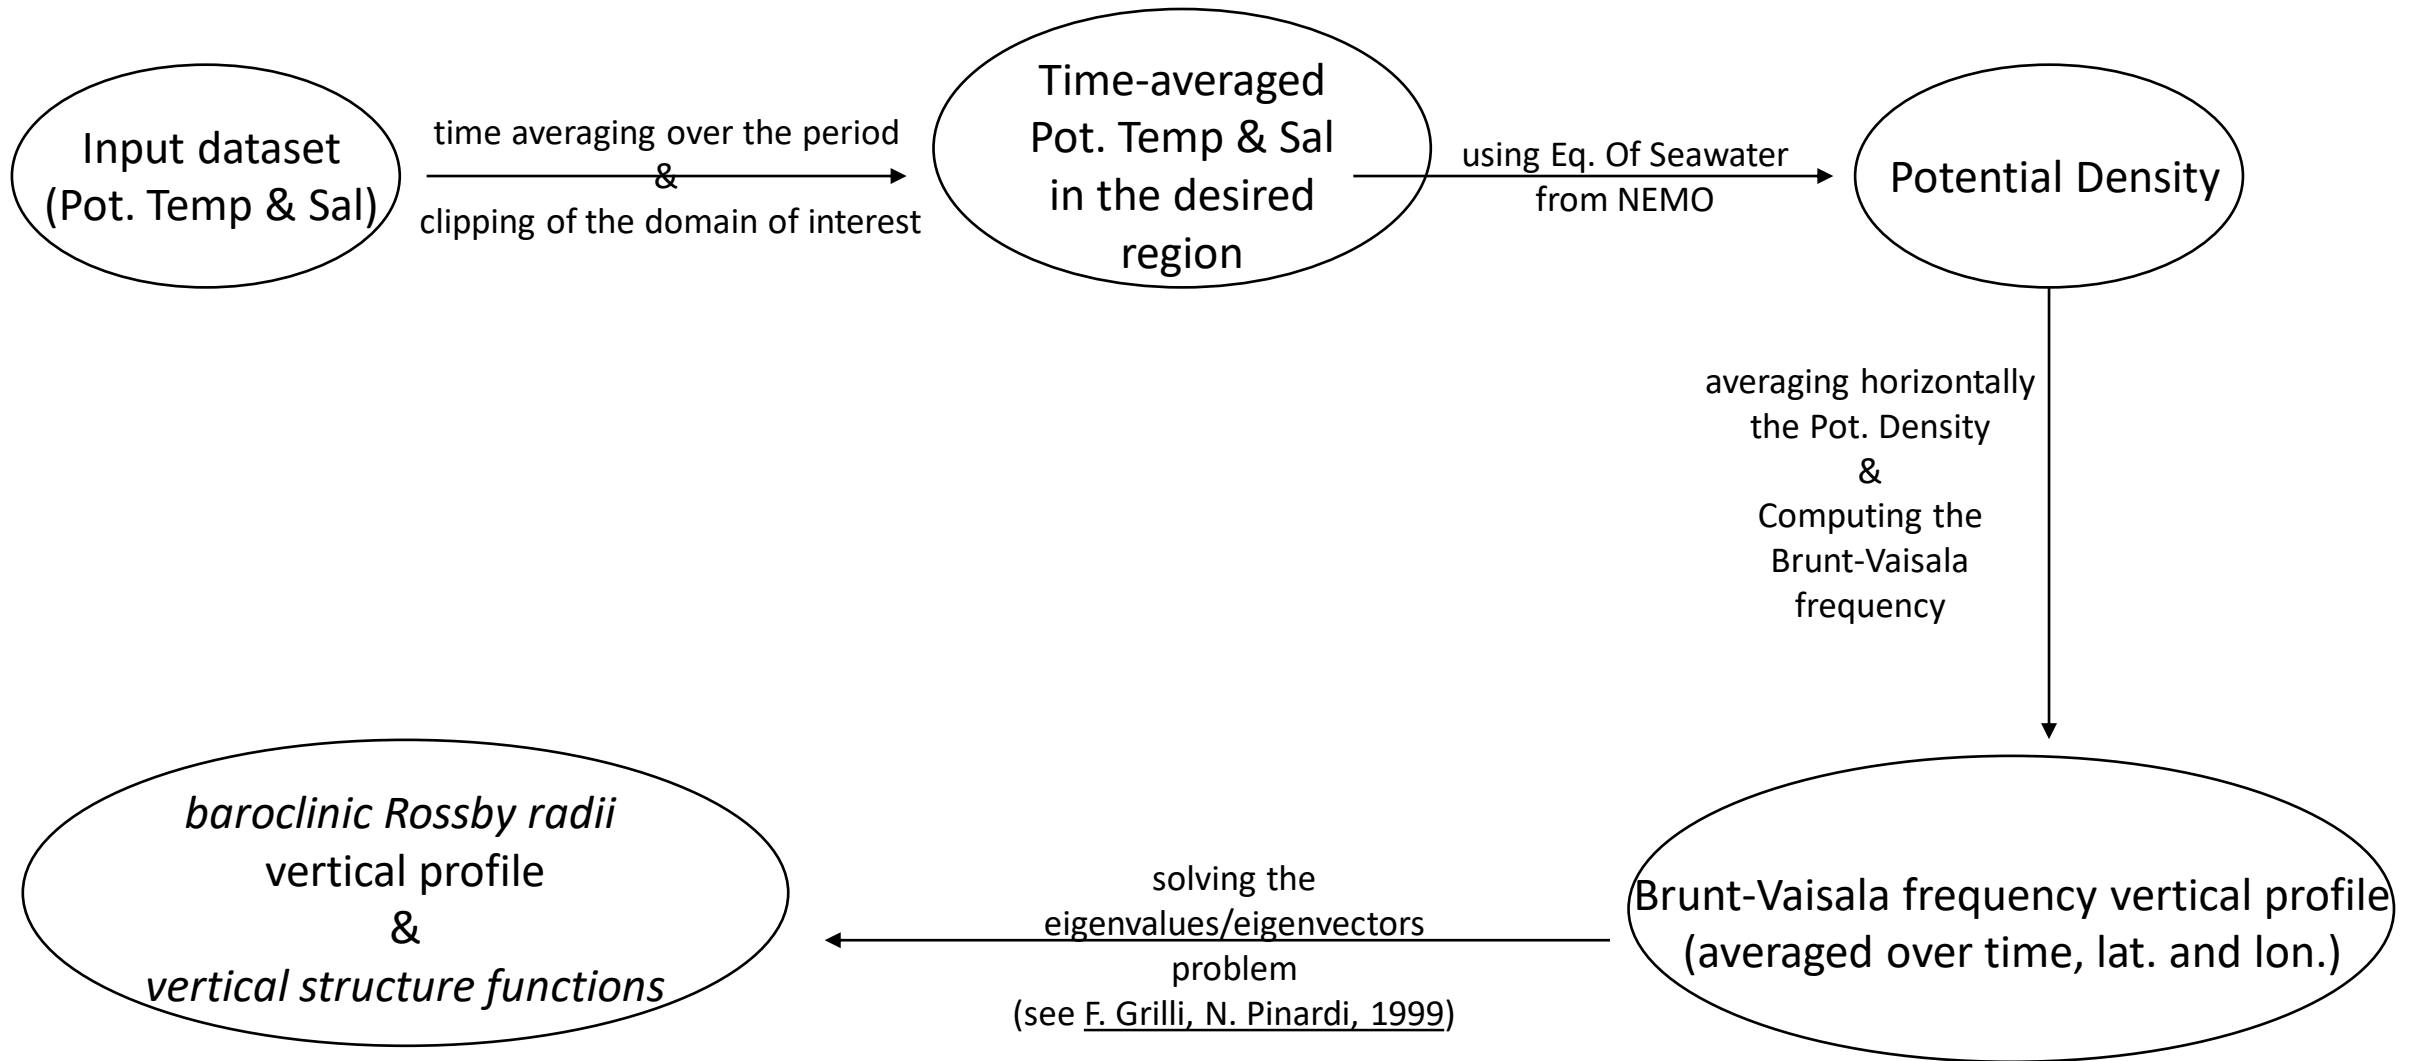 Input dataset
(Pot. Temp & Sal)
time averaging over the period
&
clipping of the domain of interest
Time-averaged
Pot. Temp & Sal
in the desired
region
using Eq. Of Seawater
from NEMO
Potential Density
averaging horizontally
the Pot. Density
&
Computing the
Brunt-Vaisala
frequency
Brunt-Vaisala frequency vertical profile
(averaged over time, lat. and lon.)
solving the
eigenvalues/eigenvectors
problem
(see F. Grilli, N. Pinardi, 1999)
baroclinic Rossby radii
vertical profile
&
vertical structure functions